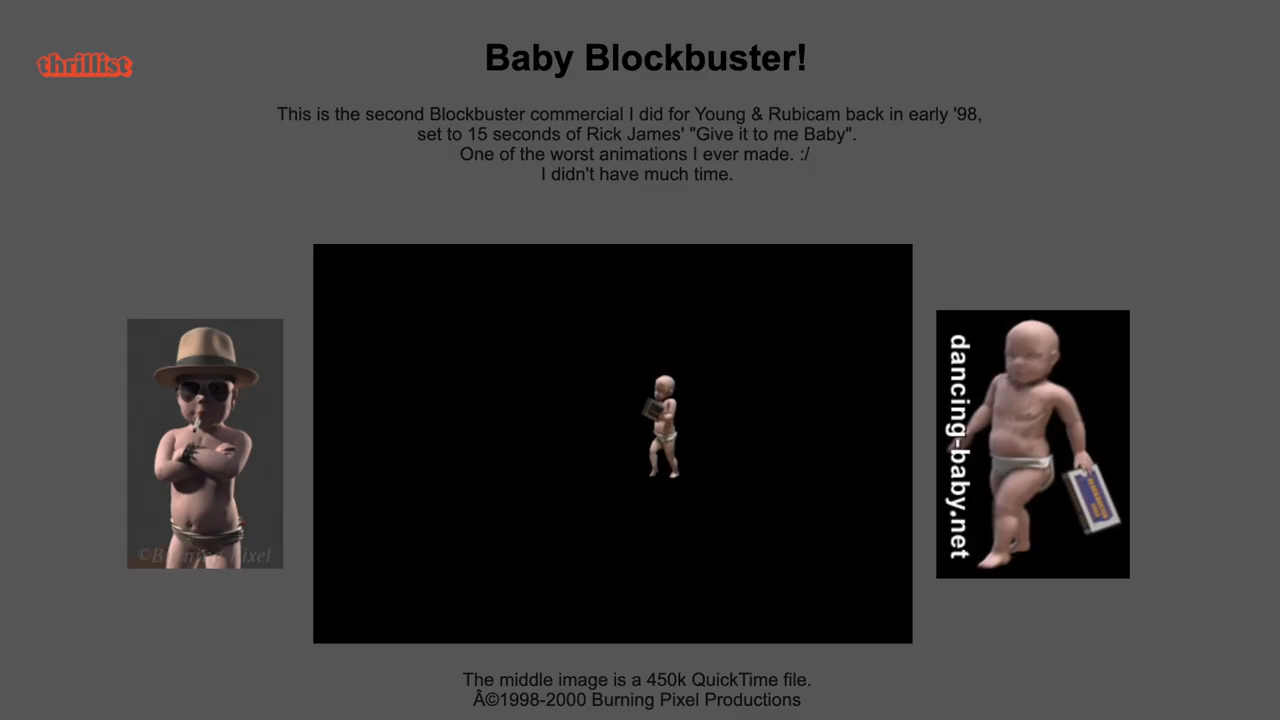 thrillist
Baby Blockbuster!
This is the second Blockbuster commercial I did for Young & Rubicam back in early '98,
set to 15 seconds of Rick James' "Give it to me Baby".
One of the worst animations I ever made. :/
I didn't have much time.
©Burning Pixel
dancing-baby.net
The middle image is a 450k QuickTime file.
Â©1998-2000 Burning Pixel Productions